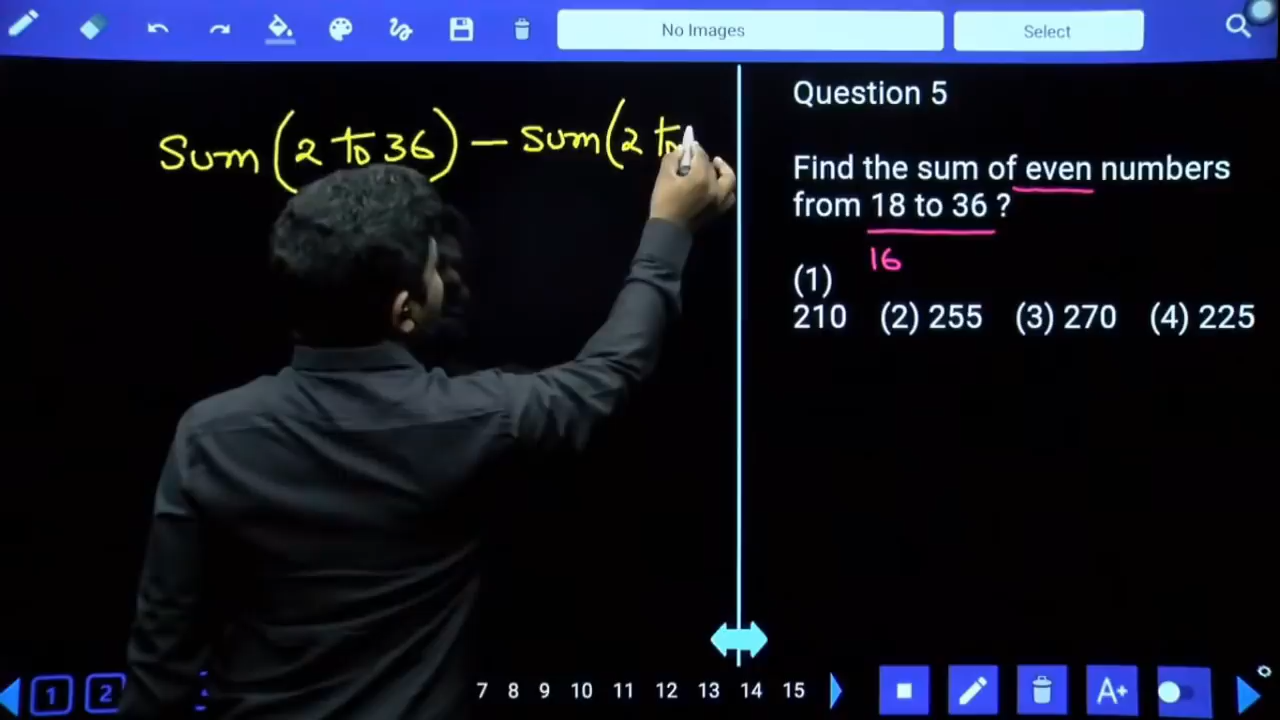 No Images
Select
Sum (2 to 36) — Sum (2 to
Question 5
Find the sum of even numbers
from 18 to 36 ?
16
(1)
210 (2) 255 (3) 270 (4) 225
1 2 7 8 9 10 11 12 13 14 15
A+